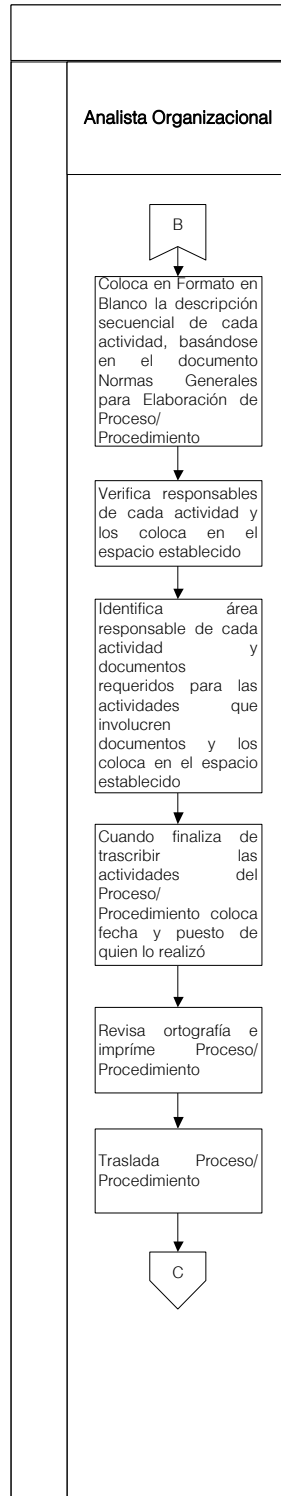 Analista Organizacional
B
Coloca en Formato en
Blanco la descripción
secuencial de cada
actividad, basándose
en el documento
Normas Generales
para Elaboración de
Proceso/
Procedimiento
Verifica responsables
de cada actividad y
los coloca en el
espacio establecido
Identifica área
responsable de cada
actividad y
documentos
requeridos para las
actividades que
involucren
documentos y los
coloca en el espacio
establecido
Cuando finaliza de
trascribir las
actividades del
Proceso/
Procedimiento coloca
fecha y puesto de
quien lo realizó
Revisa ortografía e
impríme Proceso/
Procedimiento
Traslada Proceso/
Procedimiento
C